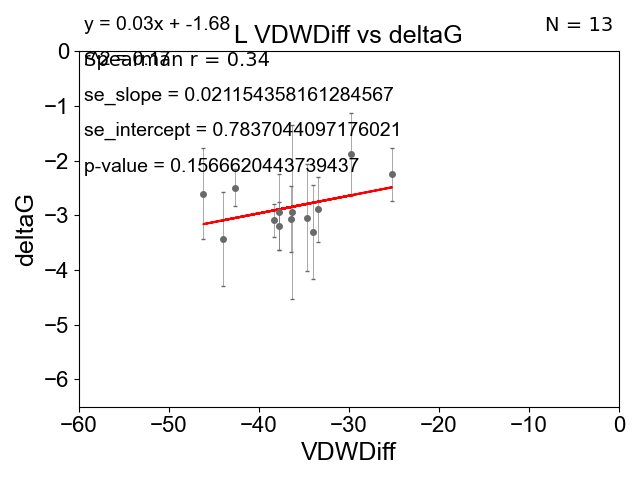 y = 0.03x + -1.68
N = 13
L VDWDiff vs deltaG
Spearman r = 0.34
se_slope = 0.021154358161284567
se_intercept = 0.7837044097176021
p-value = 0.1566620443739437
deltaG
0
−1
−2
−3
−4
−5
−6
−60
−50
−40
−30
−20
−10
0
VDWDiff